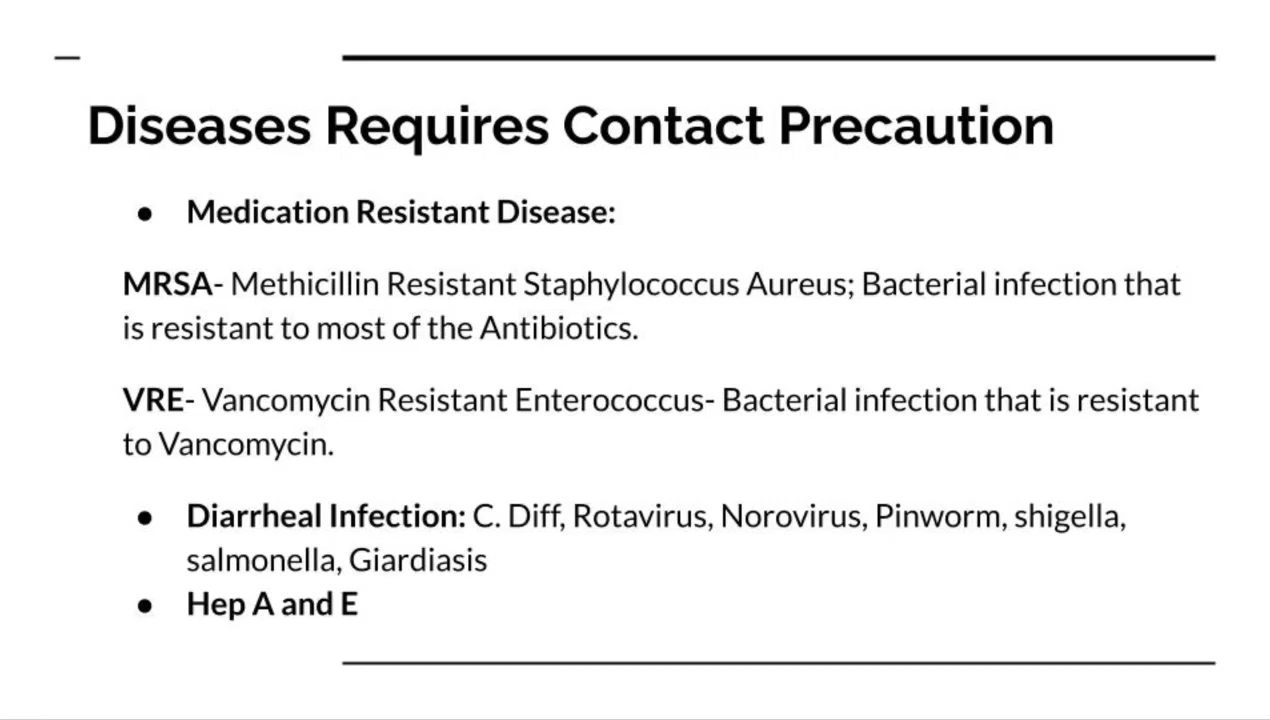 Diseases Requires Contact Precaution
● Medication Resistant Disease:
MRSA- Methicillin Resistant Staphylococcus Aureus; Bacterial infection that
is resistant to most of the Antibiotics.
VRE- Vancomycin Resistant Enterococcus- Bacterial infection that is resistant
to Vancomycin.
● Diarrheal Infection: C. Diff, Rotavirus, Norovirus, Pinworm, shigella,
salmonella, Giardiasis
● Hep A and E